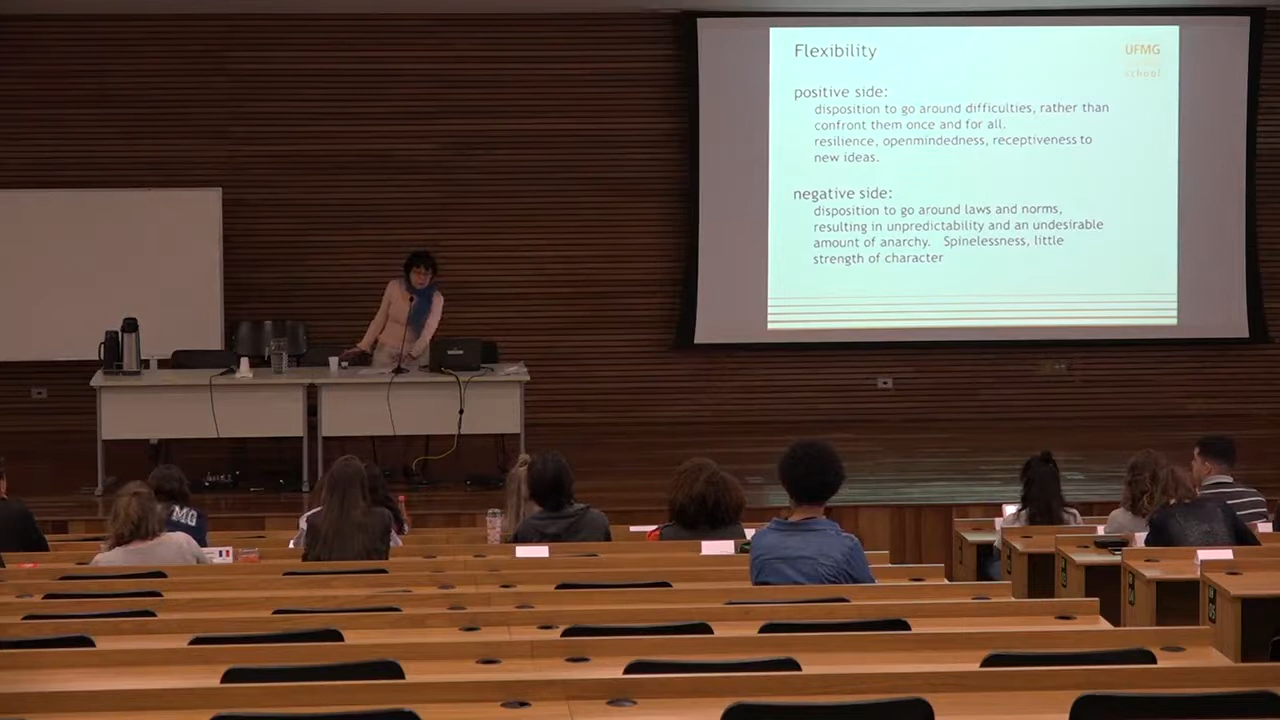 Flexibility
UFMG
school
positive side:
disposition to go around difficulties, rather than
confront them once and for all.
resilience, openmindedness, receptiveness to
new ideas.
negative side:
disposition to go around laws and norms,
resulting in unpredictability and an undesirable
amount of anarchy. Spinelessness, little
strength of character
MG